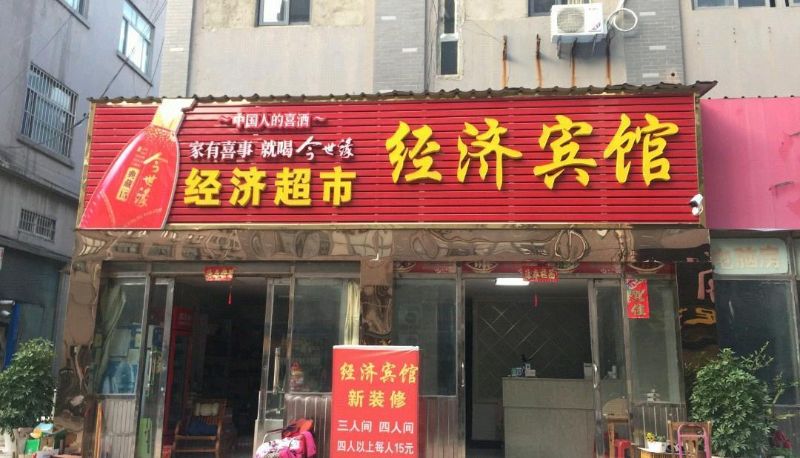 中国人的喜酒
家有喜事 就喝今世缘
经济超市
经济宾馆
今世缘
经济宾馆
新装修
三人间 四人间
四人以上每人15元